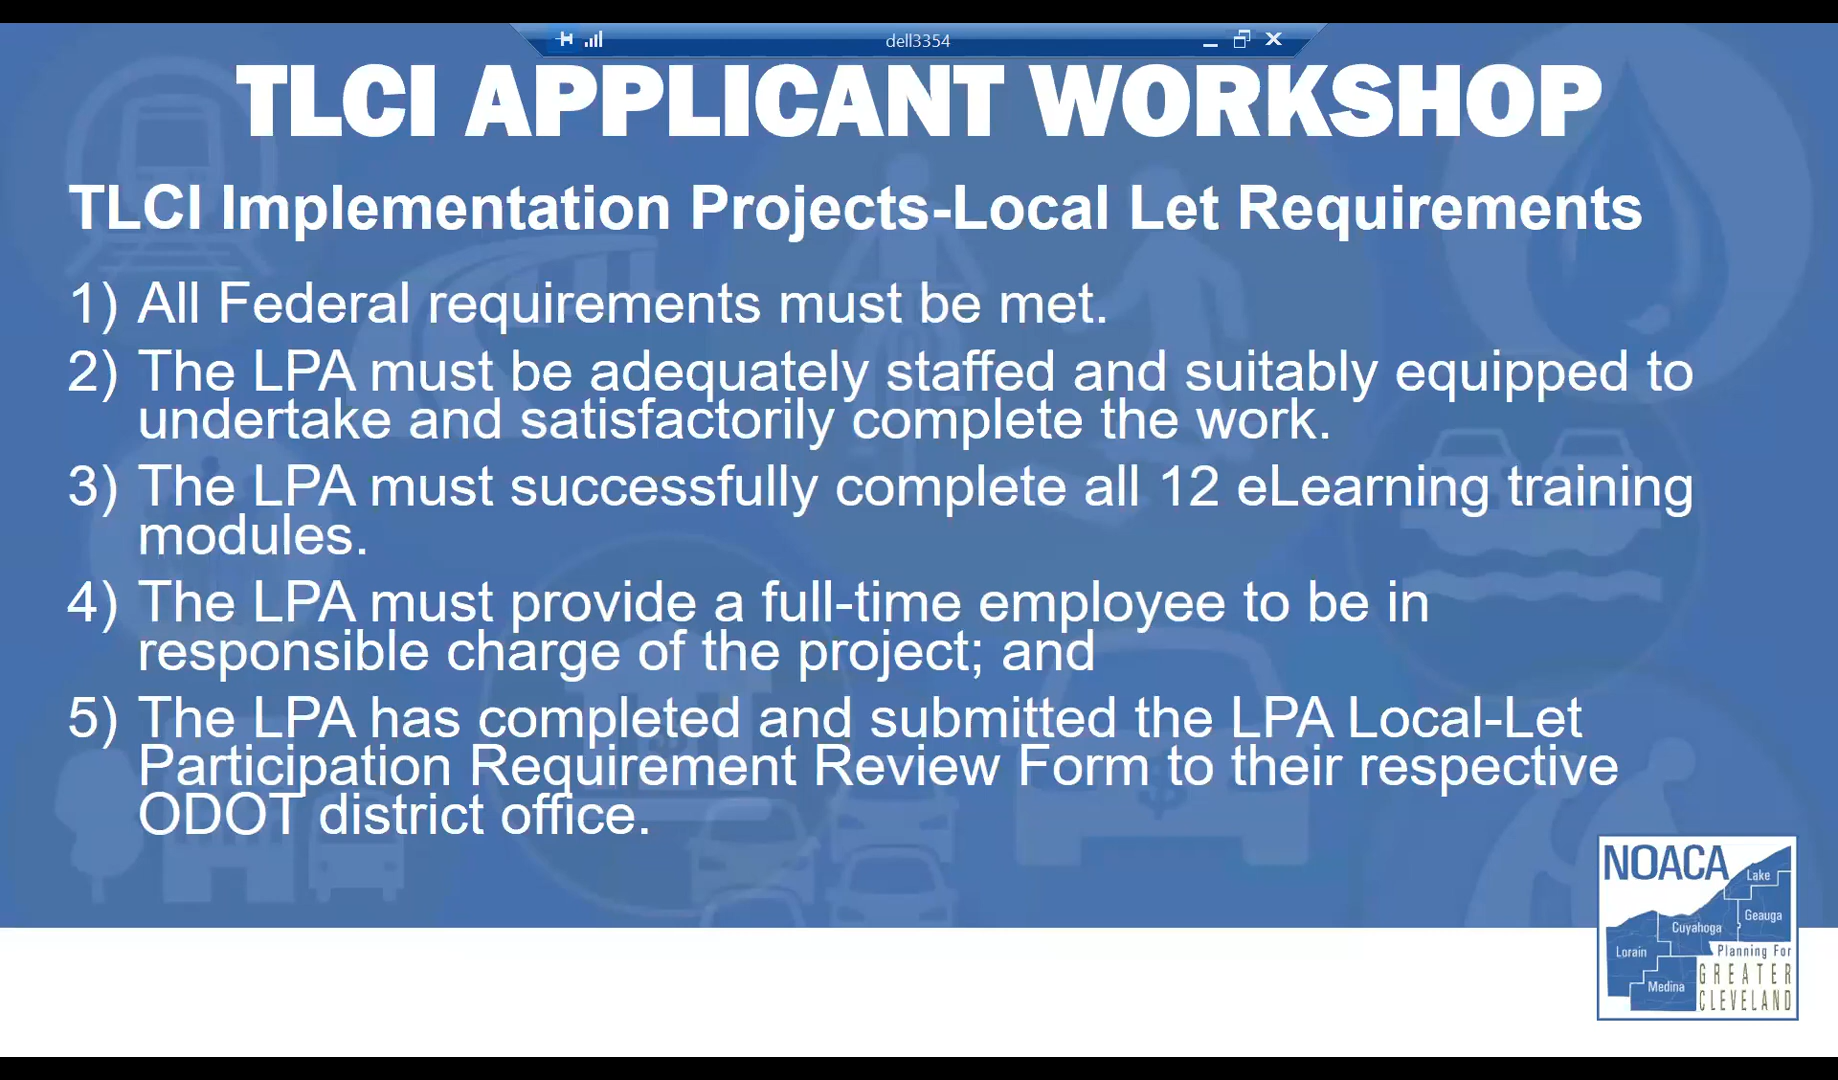 dell3354
TLCI APPLICANT WORKSHOP
TLCI Implementation Projects-Local Let Requirements
1) All Federal requirements must be met.
2) The LPA must be adequately staffed and suitably equipped to
undertake and satisfactorily complete the work.
3) The LPA must successfully complete all 12 eLearning training
modules.
4) The LPA must provide a full-time employee to be in
responsible charge of the project; and
5) The LPA has completed and submitted the LPA Local-Let
Participation Requirement Review Form to their respective
ODOT district office.
NOACA
Lake
Geauga
Cuyahoga
Lorain
Medina
Planning For
GREATER
CLEVELAND